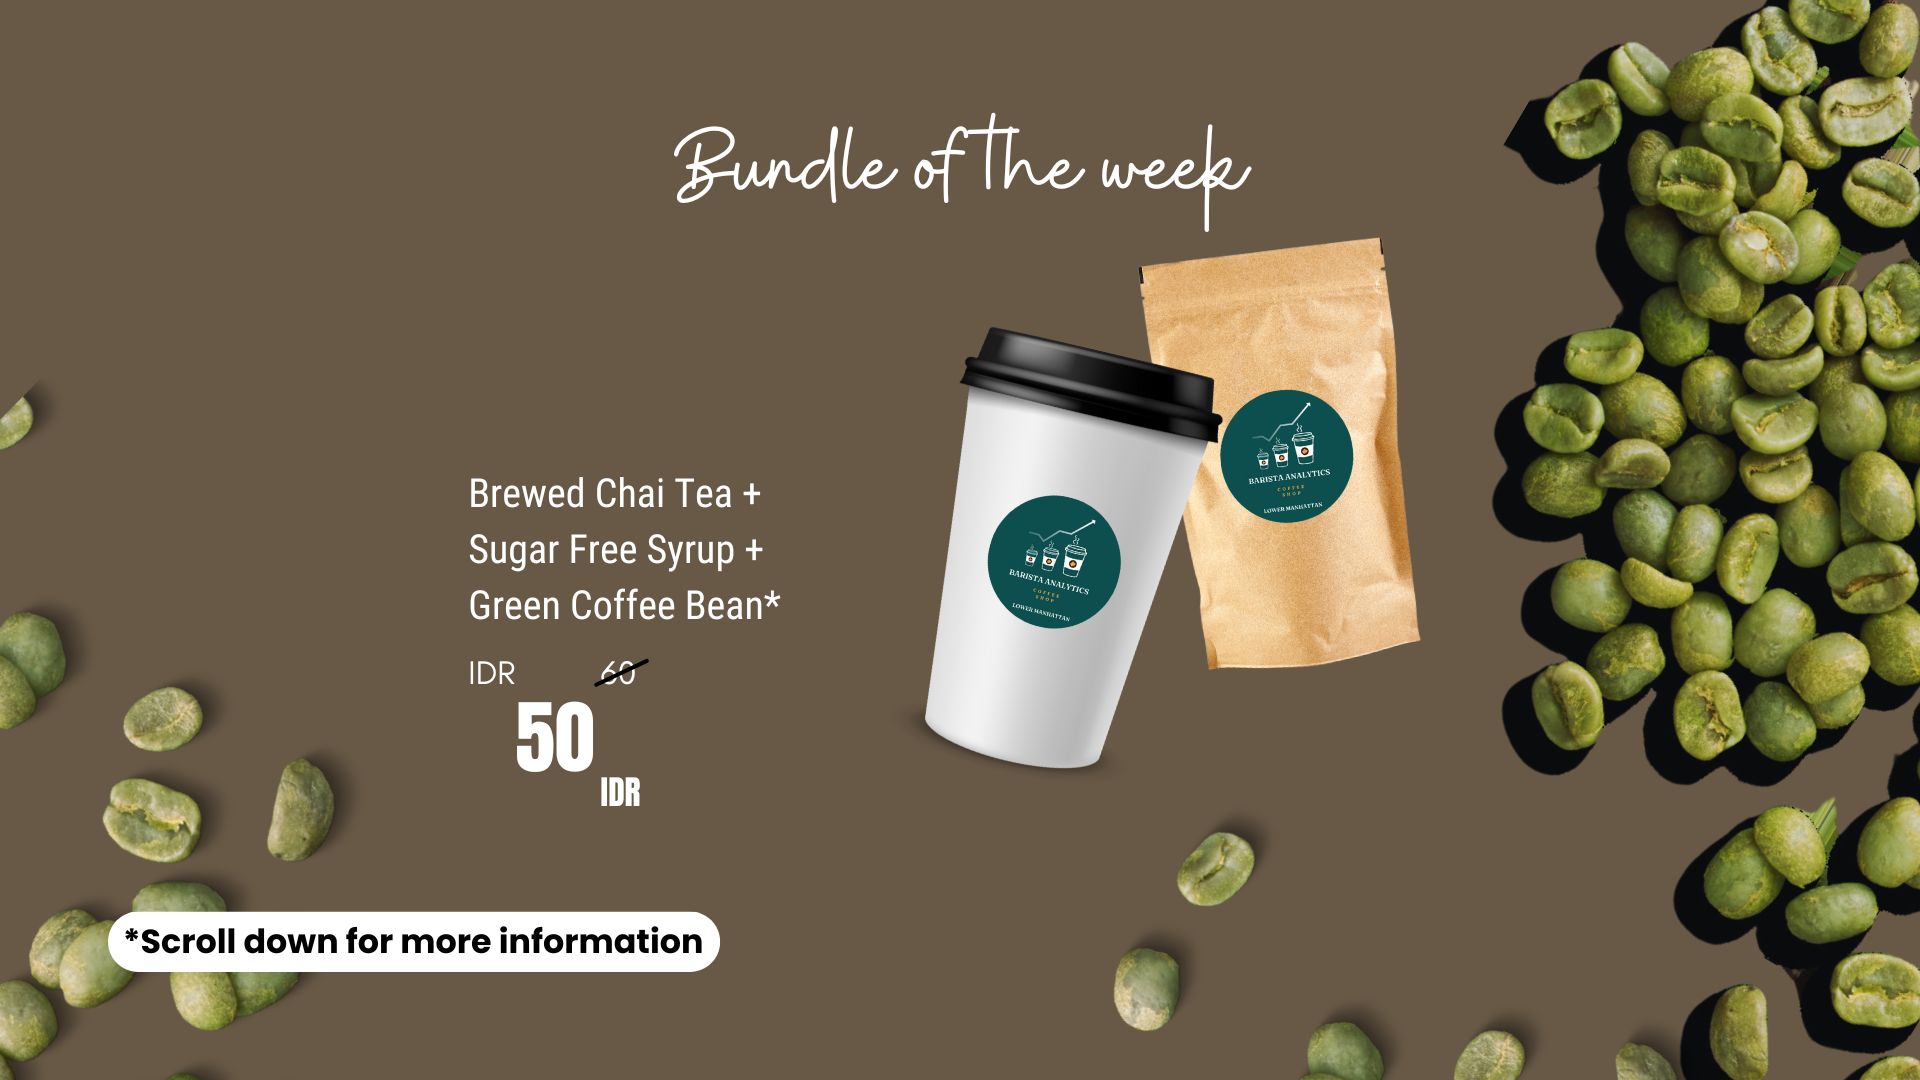 Bundle of the week
Brewed Chai Tea +
Sugar Free Syrup +
Green Coffee Bean*
IDR 60
50
IDR
BARISTA ANALYTICS
COFFEE
SHOP
LOWER MANHATTAN
BARISTA ANALYTICS
COFFEE
SHOP
LOWER MANHATTAN
*Scroll down for more information